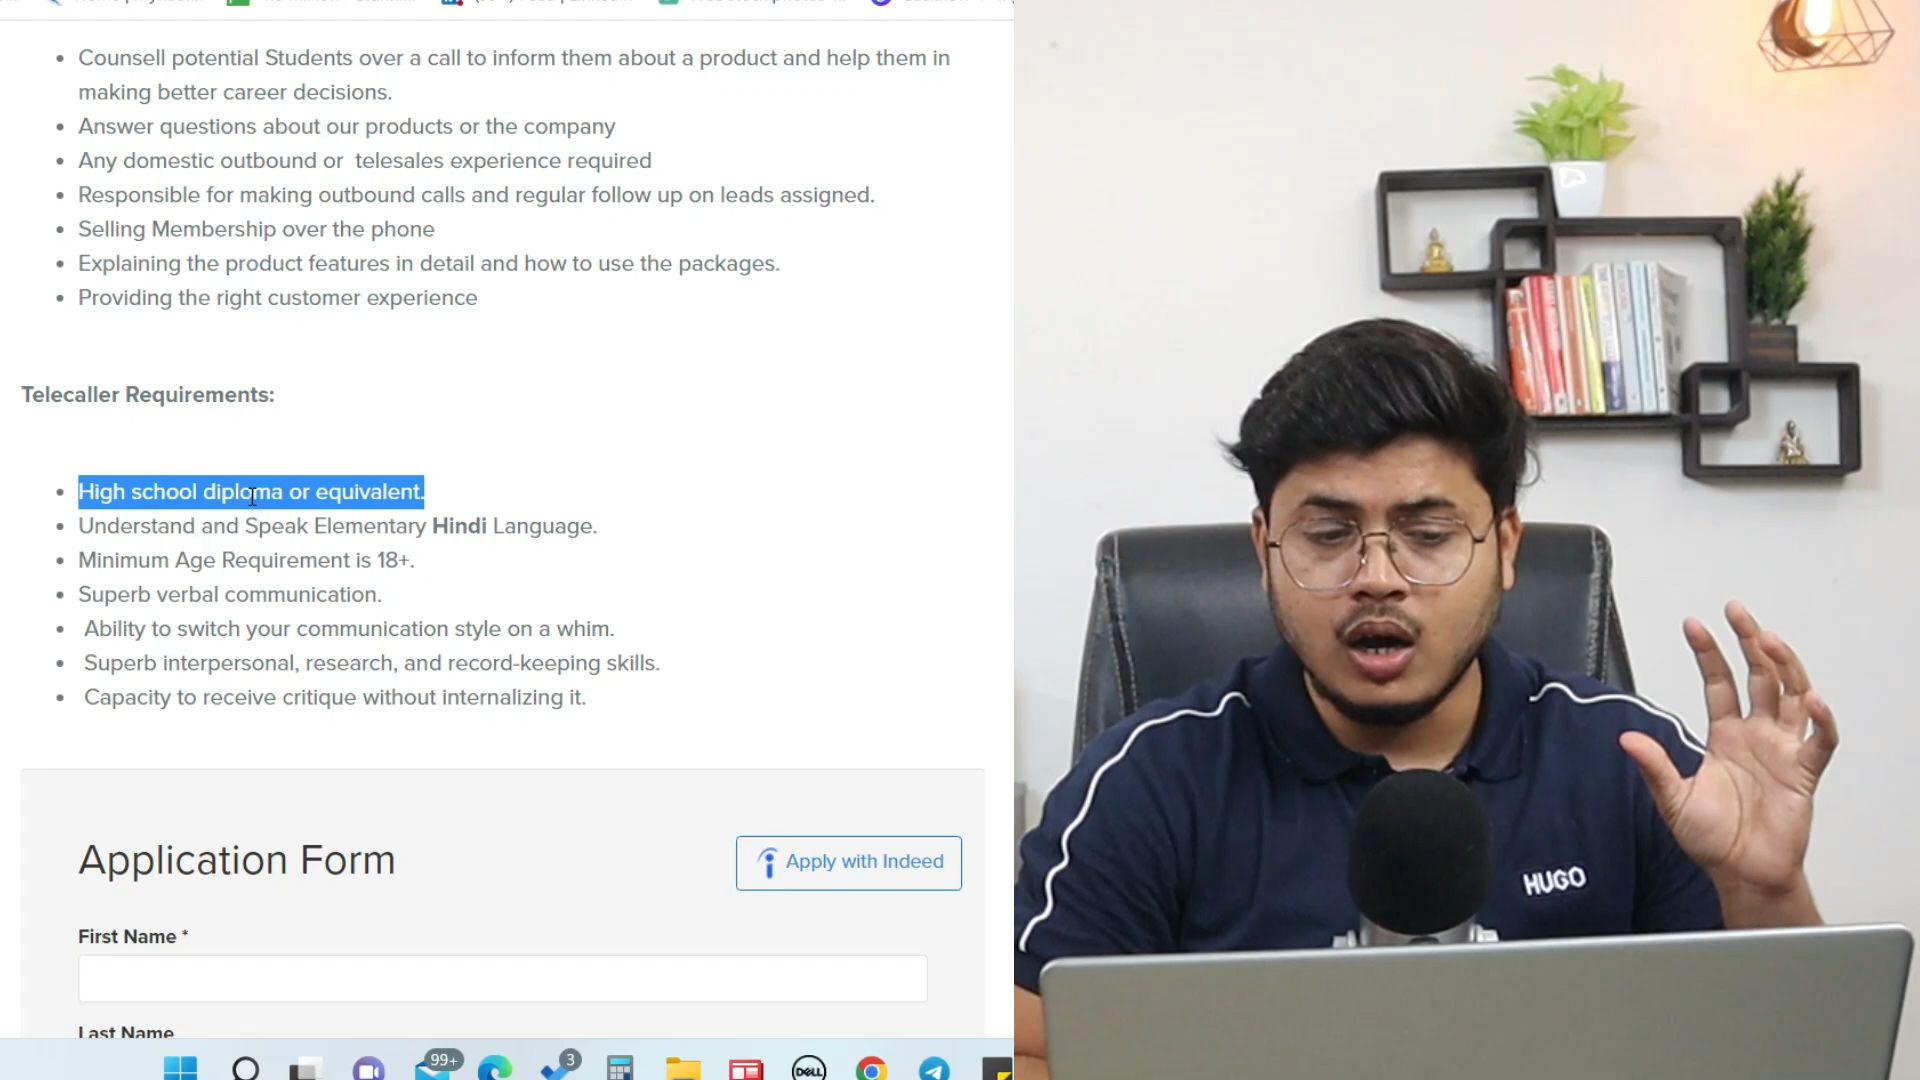 Counsell potential Students over a call to inform them about a product and help them in
making better career decisions.
Answer questions about our products or the company
Any domestic outbound or telesales experience required
Responsible for making outbound calls and regular follow up on leads assigned.
Selling Membership over the phone
Explaining the product features in detail and how to use the packages.
Providing the right customer experience
Telecaller Requirements:
High school diploma or equivalent.
Understand and Speak Elementary Hindi Language.
Minimum Age Requirement is 18+.
Superb verbal communication.
Ability to switch your communication style on a whim.
Superb interpersonal, research, and record-keeping skills.
Capacity to receive critique without internalizing it.
Application Form
Apply with Indeed
First Name *
Last Name
99+
3
DELL
HUGO